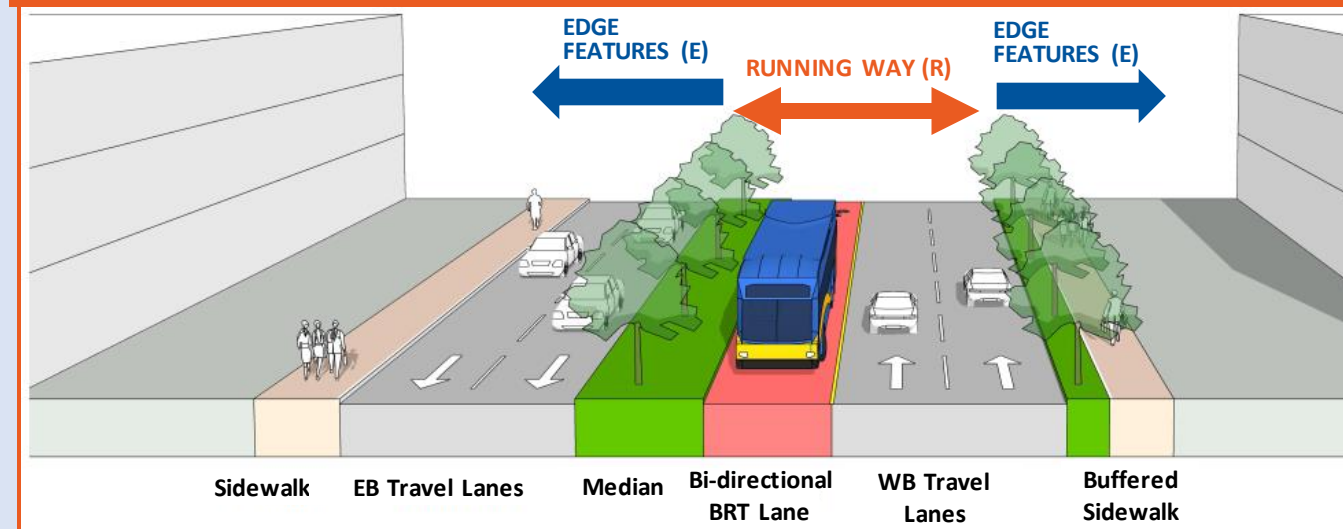 EDGE
FEATURES (E)
RUNNING WAY (R)
EDGE
FEATURES (E)
Sidewalk
EB Travel Lanes
Median
Bi-directional
BRT Lane
WB Travel
Lanes
Buffered
Sidewalk